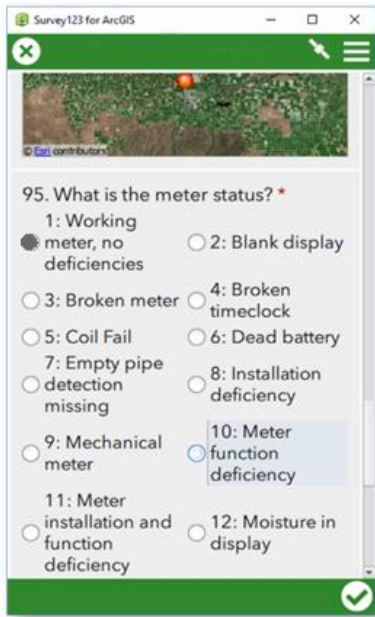 Survey123 for ArcGIS
© Esri contributors
95. What is the meter status? *
1: Working
meter, no
deficiencies
2: Blank display
3: Broken meter
4: Broken
timeclock
5: Coil Fail
6: Dead battery
7: Empty pipe
detection
missing
8: Installation
deficiency
9: Mechanical
meter
10: Meter
function
deficiency
11: Meter
installation and
function
deficiency
12: Moisture in
display